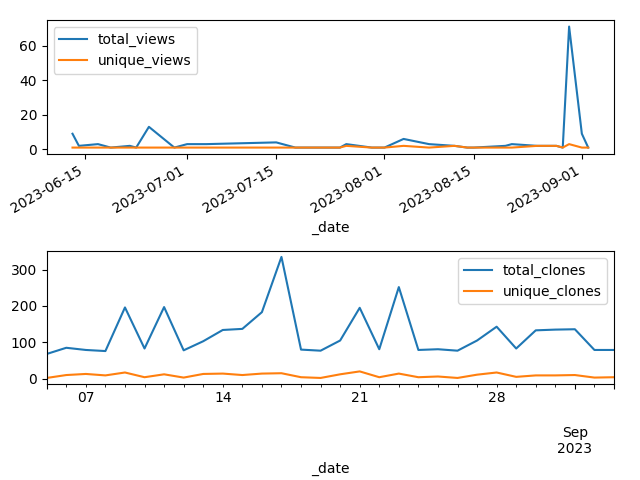 total_views
unique_views
60
40
20
0
2023-06-15
2023-07-01
2023-07-15
2023-08-01
2023-08-15
2023-09-01
_date
total_clones
unique_clones
300
200
100
0
07
14
21
28
Sep
2023
_date